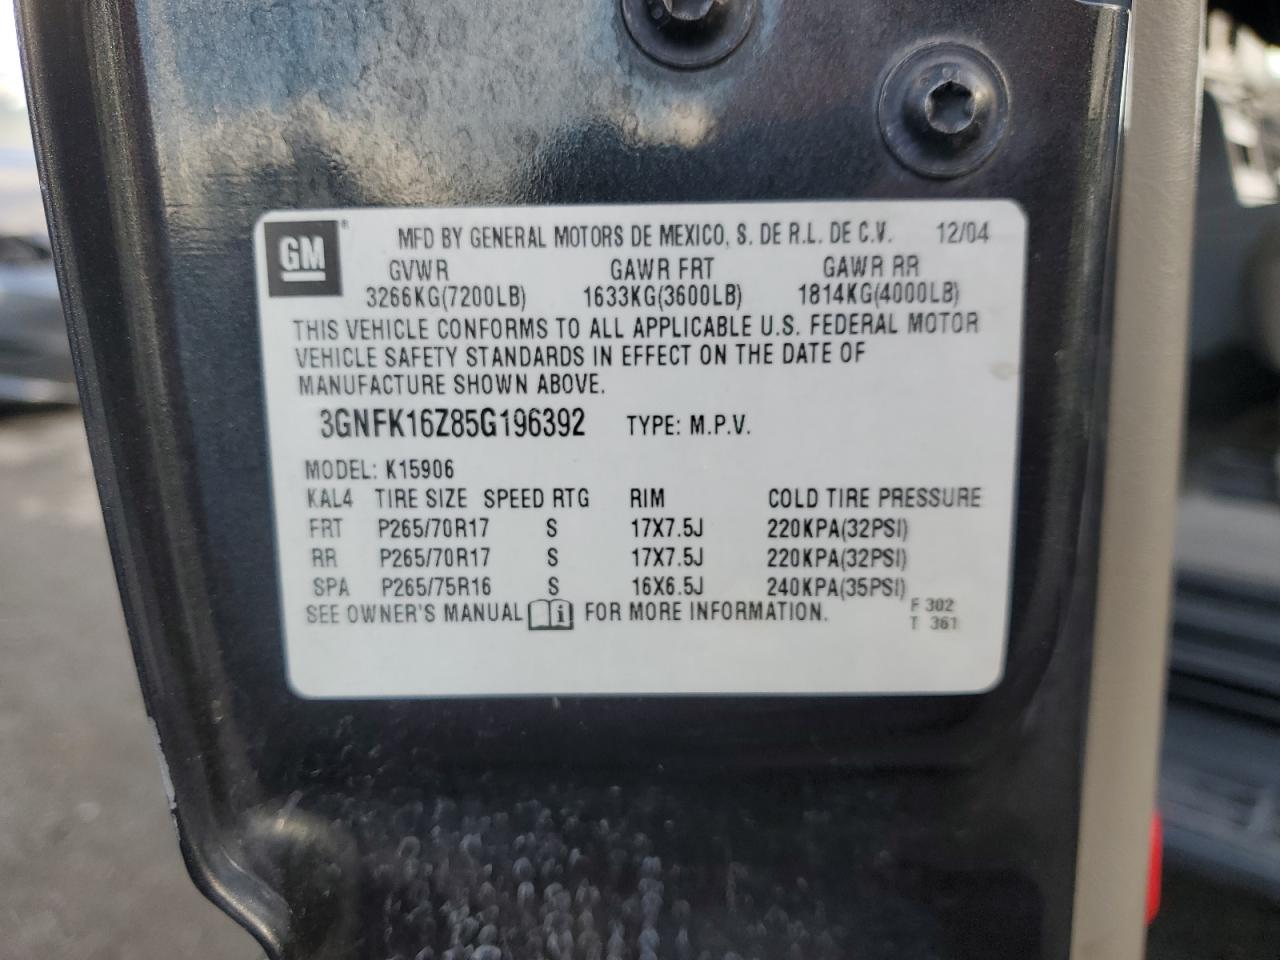 GM ® MFD BY GENERAL MOTORS DE MEXICO, S. DE R.L. DE C.V. 12/04
GVWR GAWR FRT GAWR RR
3266KG(7200LB) 1633KG(3600LB) 1814KG(4000LB)
THIS VEHICLE CONFORMS TO ALL APPLICABLE U.S. FEDERAL MOTOR
VEHICLE SAFETY STANDARDS IN EFFECT ON THE DATE OF
MANUFACTURE SHOWN ABOVE.
3GNFK16Z85G196392 TYPE: M.P.V.
MODEL: K15906
KAL4 TIRE SIZE SPEED RTG RIM COLD TIRE PRESSURE
FRT P265/70R17 S 17X7.5J 220KPA(32PSI)
RR P265/70R17 S 17X7.5J 220KPA(32PSI)
SPA P265/75R16 S 16X6.5J 240KPA(35PSI)
SEE OWNER'S MANUAL i FOR MORE INFORMATION.
F 302
T 361